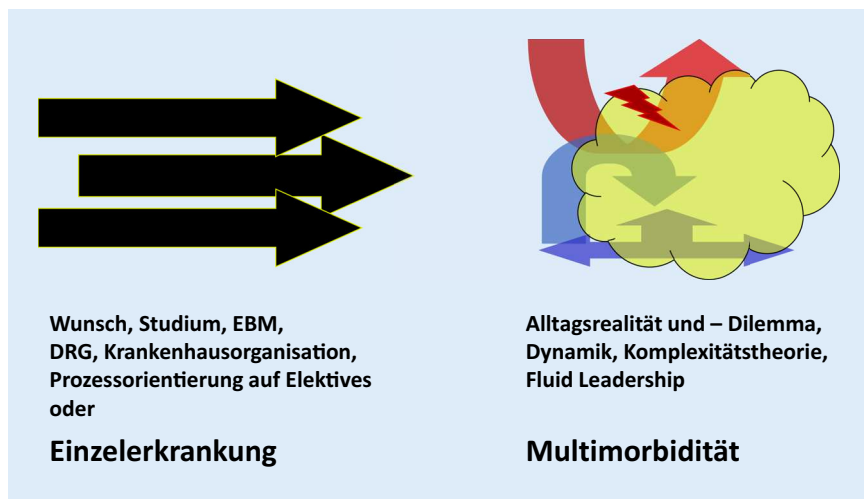 Wunsch, Studium, EBM,
DRG, Krankenhausorganisation,
Prozessorientierung auf Elektives
oder
Einzelerkrankung
Alltagsrealität und – Dilemma,
Dynamik, Komplexitätstheorie,
Fluid Leadership
Multimorbidität